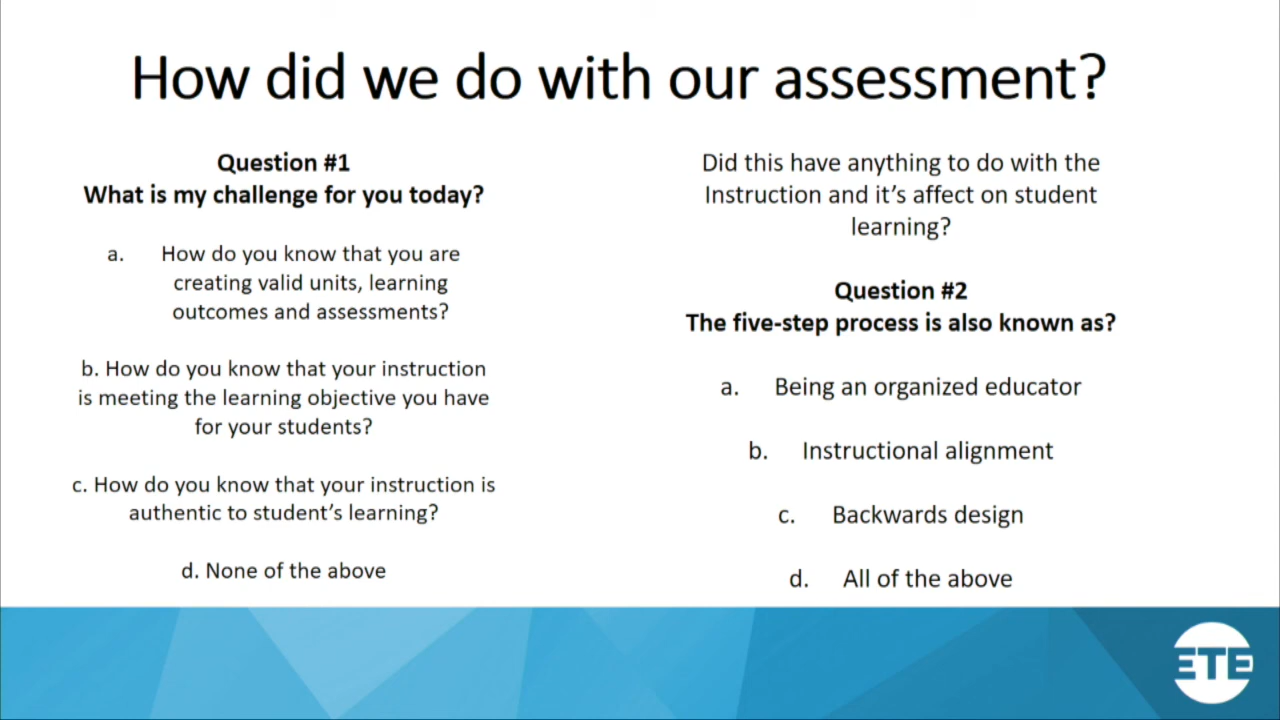 How did we do with our assessment?
Question #1
What is my challenge for you today?
a. How do you know that you are
creating valid units, learning
outcomes and assessments?
b. How do you know that your instruction
is meeting the learning objective you have
for your students?
c. How do you know that your instruction is
authentic to student's learning?
d. None of the above
Did this have anything to do with the
Instruction and it's affect on student
learning?
Question #2
The five-step process is also known as?
a. Being an organized educator
b. Instructional alignment
c. Backwards design
d. All of the above
ETE